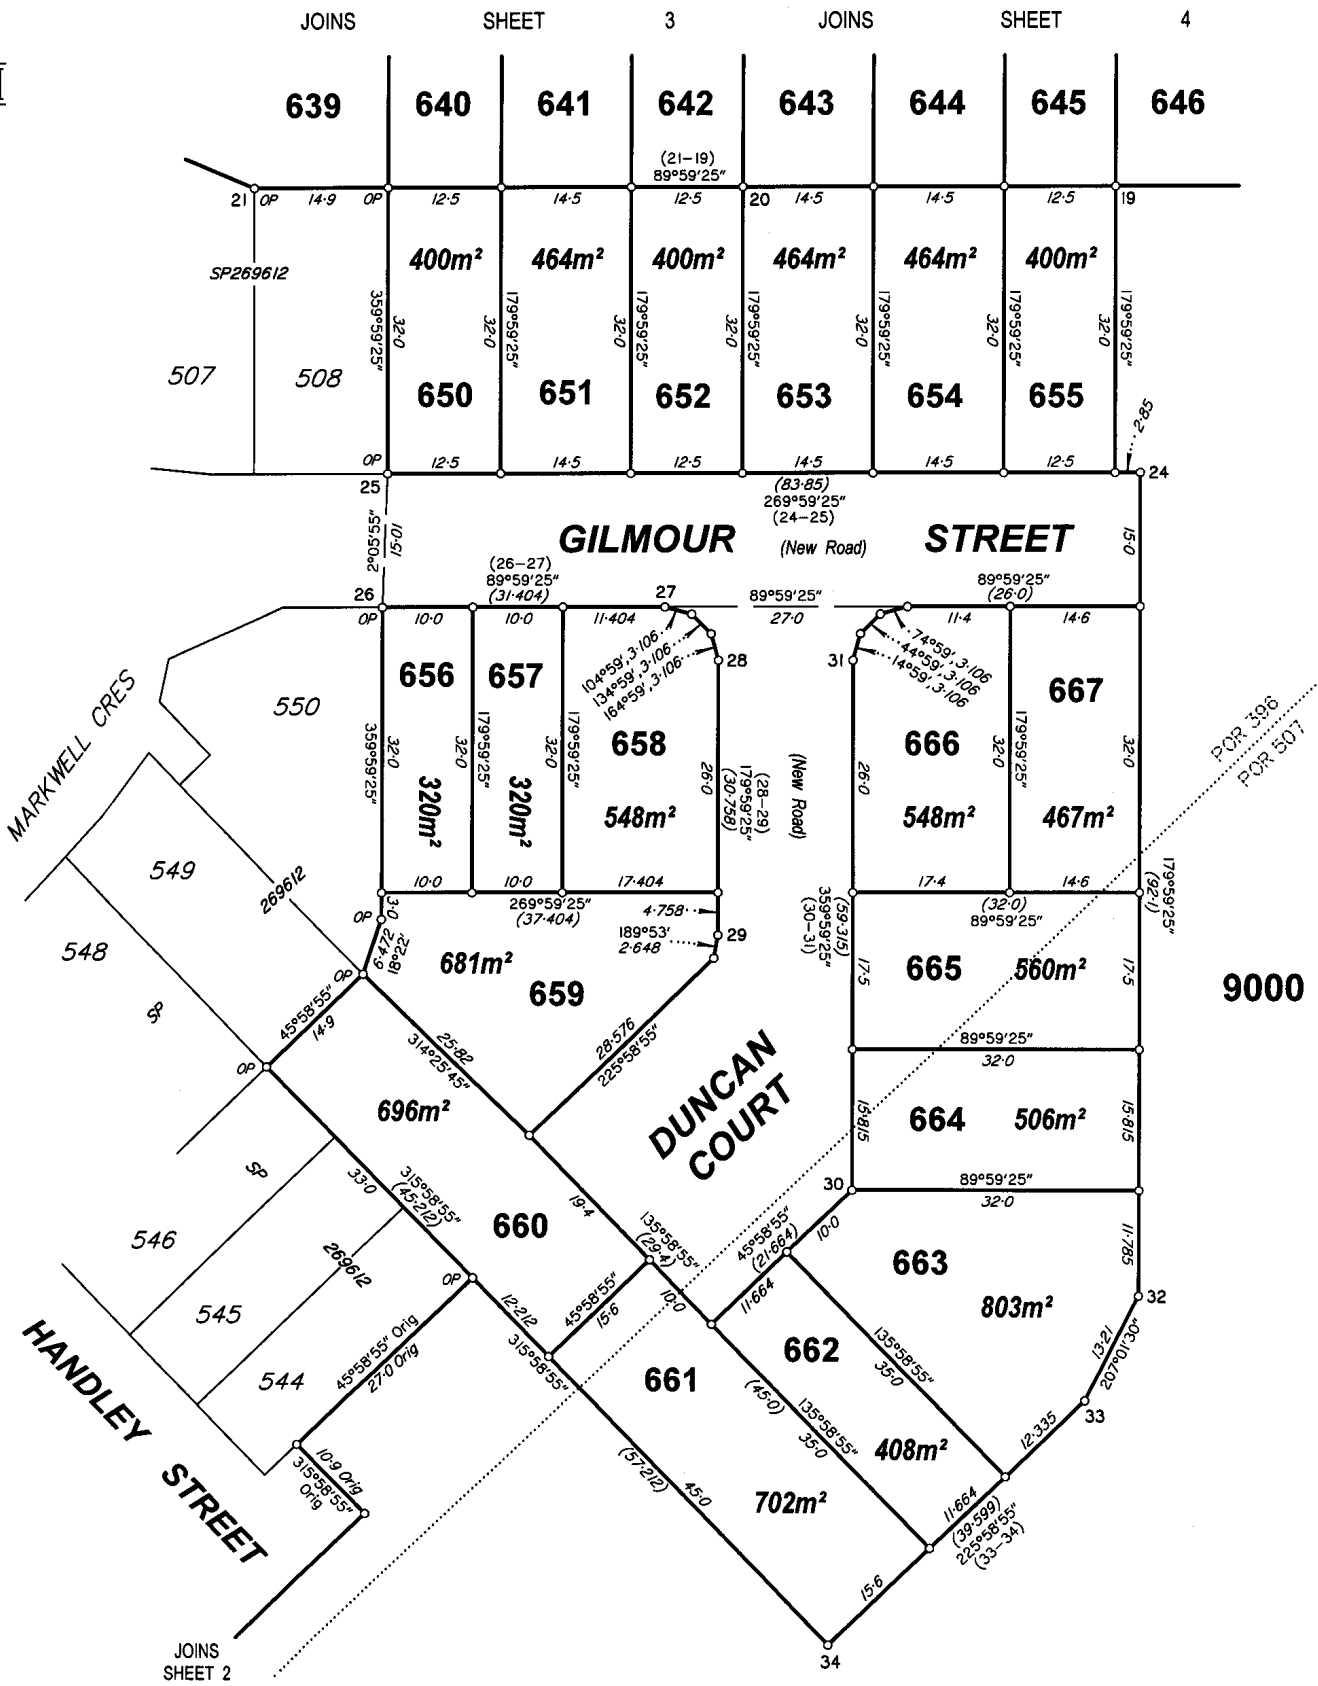 JOINS SHEET 3 JOINS SHEET 4
639 640 641 642 643 644 645 646
(21-19)
89°59'25"
21 OP 14·9 OP 12·5 14·5 12·5 20 14·5 14·5 12·5 19
400m² 464m² 400m² 464m² 464m² 400m²
SP269612
359°59'25" 32·0 32·0 179°59'25" 32·0 179°59'25" 32·0 179°59'25" 32·0 179°59'25" 32·0 179°59'25" 32·0 179°59'25"
507 508 650 651 652 653 654 655
2·85
OP 12·5 14·5 12·5 14·5 14·5 12·5 24
25 (83·85)
269°59'25"
(24-25)
2°05'55" 15·01
GILMOUR (New Road) STREET
15·0
(26-27)
89°59'25"
(31·404)
26 27 89°59'25" 89°59'25"
(26·0)
OP 10·0 10·0 11·404 27·0 11·4 14·6
104°59', 3·106
134°59', 3·106
164°59', 3·106
28 31
74°59', 3·106
44°59', 3·106
14°59', 3·106
656 657 667
MARKWELL CRES
550
658 666
359°59'25" 32·0 32·0 179°59'25" 32·0 179°59'25" 26·0
(28-29)
179°59'25"
(30·758)
(New Road)
26·0 32·0 179°59'25" 32·0
POR 396
POR 507
320m² 320m² 548m² 548m² 467m²
549
269612
10·0 10·0 17·404 17·4 14·6
269°59'25"
(37·404)
(32·0)
89°59'25"
179°59'25"
(92·1)
OP 3·0
4·758
189°53'
2·648
29
(59·315)
359°59'25"
(30-31)
6·472
18°22'
548 SP
681m²
659
17·5 665 560m² 17·5
9000
OP 45°58'55"
14·9
OP
25·82
314°25'45"
28·576
225°58'55"
89°59'25"
32·0
DUNCAN
COURT
696m²
15·815 664 506m² 15·815
SP
33·0 315°58'55"
(45·212)
30 89°59'25"
32·0
660
19·4
135°58'55"
(29·4)
45°58'55"
(21·664)
10·0
663
11·785
546
269612
OP 12·212
45°58'55"
15·6
10·0
11·664
803m²
32
545
315°58'55"
45°58'55" Orig
27·0 Orig
662
135°58'55"
35·0
13·21
207°01'30"
544 661
(45·0)
135°58'55"
35·0
33
HANDLEY STREET
10·9 Orig
315°58'55"
Orig
408m²
12·335
(57·212) 45·0
702m²
11·664
(39·599)
225°58'55"
(33-34)
15·6
34
JOINS
SHEET 2